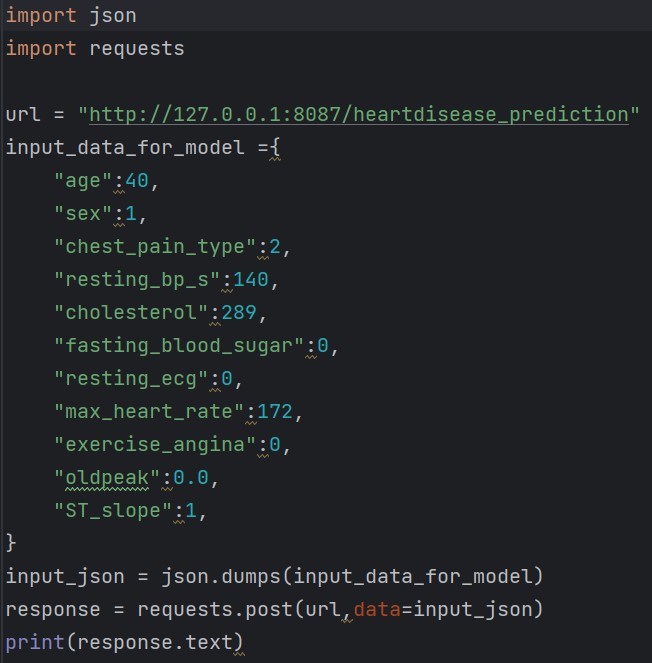 import json
import requests
url = "http://127.0.0.1:8087/heartdisease_prediction"
input_data_for_model ={
    "age":40,
    "sex":1,
    "chest_pain_type":2,
    "resting_bp_s":140,
    "cholesterol":289,
    "fasting_blood_sugar":0,
    "resting_ecg":0,
    "max_heart_rate":172,
    "exercise_angina":0,
    "oldpeak":0.0,
    "ST_slope":1,
}
input_json = json.dumps(input_data_for_model)
response = requests.post(url,data=input_json)
print(response.text)